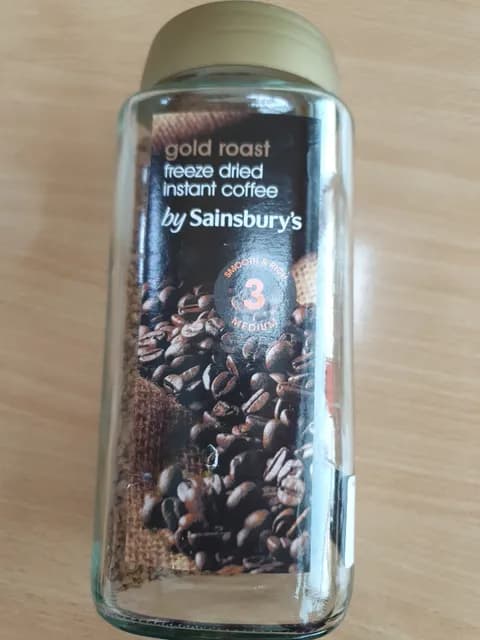 gold roast
freeze dried
instant coffee
by Sainsbury's
SMOOTH & RICH
3
MEDIUM